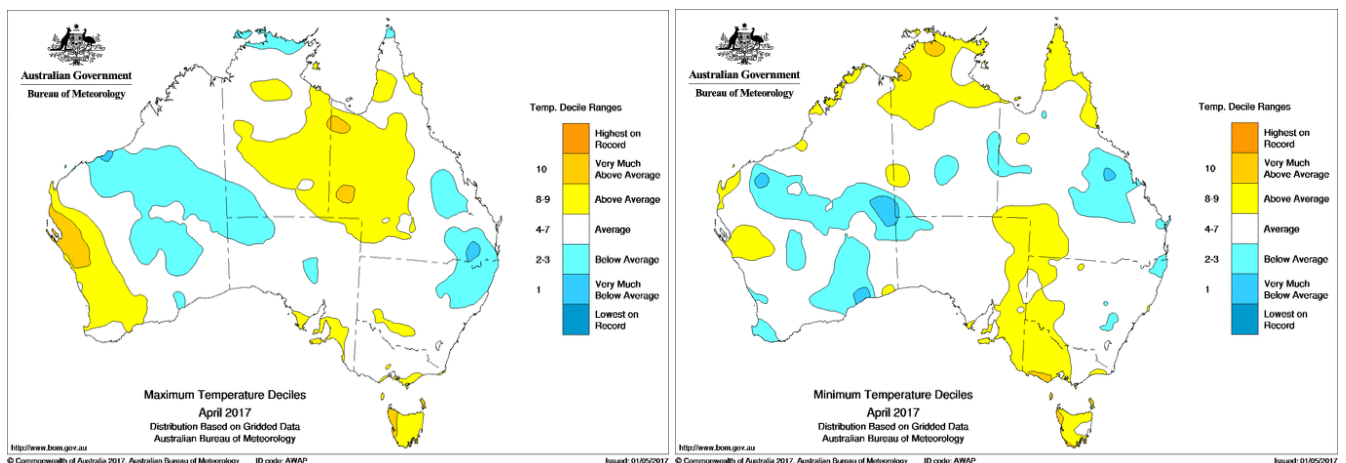 Australian Government
Bureau of Meteorology
Temp. Decile Ranges
Highest on
Record
10
Very Much
Above Average
8-9
Above Average
4-7
Average
2-3
Below Average
1
Very Much
Below Average
Lowest on
Record
Maximum Temperature Deciles
April 2017
Distribution Based on Gridded Data
Australian Bureau of Meteorology
http://www.bom.gov.au
© Commonwealth of Australia 2017, Australian Bureau of Meteorology ID code: AWAP Issued: 01/05/2017
Australian Government
Bureau of Meteorology
Temp. Decile Ranges
Highest on
Record
10
Very Much
Above Average
8-9
Above Average
4-7
Average
2-3
Below Average
1
Very Much
Below Average
Lowest on
Record
Minimum Temperature Deciles
April 2017
Distribution Based on Gridded Data
Australian Bureau of Meteorology
http://www.bom.gov.au
© Commonwealth of Australia 2017, Australian Bureau of Meteorology ID code: AWAP Issued: 01/05/2017